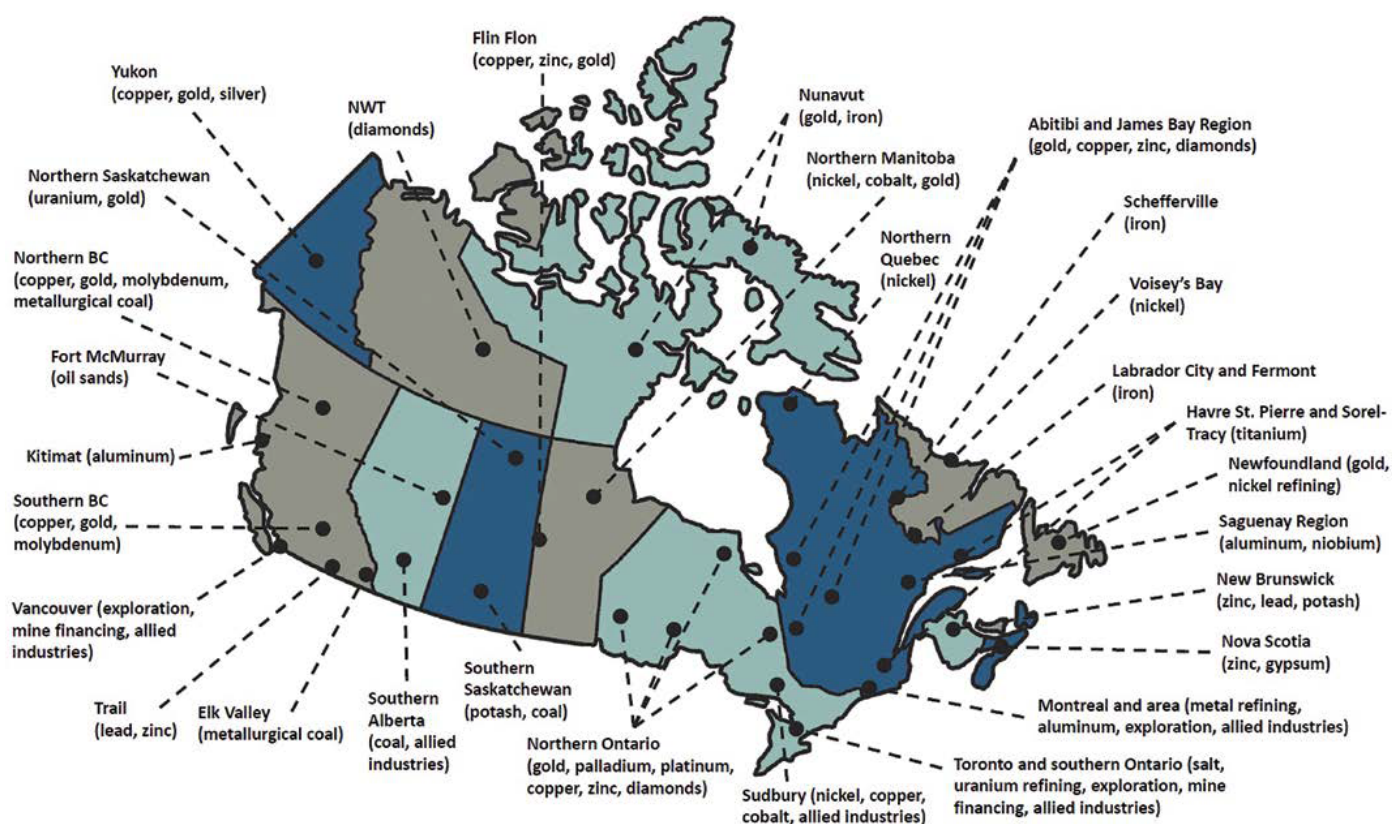 Flin Flon
(copper, zinc, gold)
Yukon
(copper, gold, silver)
NWT
(diamonds)
Nunavut
(gold, iron)
Abitibi and James Bay Region
(gold, copper, zinc, diamonds)
Northern Manitoba
(nickel, cobalt, gold)
Northern Saskatchewan
(uranium, gold)
Schefferville
(iron)
Northern
Quebec
(nickel)
Northern BC
(copper, gold, molybdenum,
metallurgical coal)
Voisey's Bay
(nickel)
Fort McMurray
(oil sands)
Labrador City and Fermont
(iron)
Havre St. Pierre and Sorel-
Tracy (titanium)
Kitimat (aluminum)
Newfoundland (gold,
nickel refining)
Southern BC
(copper, gold,
molybdenum)
Saguenay Region
(aluminum, niobium)
New Brunswick
(zinc, lead, potash)
Vancouver (exploration,
mine financing, allied
industries)
Nova Scotia
(zinc, gypsum)
Trail
(lead, zinc)
Elk Valley
(metallurgical coal)
Southern
Alberta
(coal, allied
industries)
Southern
Saskatchewan
(potash, coal)
Northern Ontario
(gold, palladium, platinum,
copper, zinc, diamonds)
Montreal and area (metal refining,
aluminum, exploration, allied industries)
Sudbury (nickel, copper,
cobalt, allied industries)
Toronto and southern Ontario (salt,
uranium refining, exploration, mine
financing, allied industries)